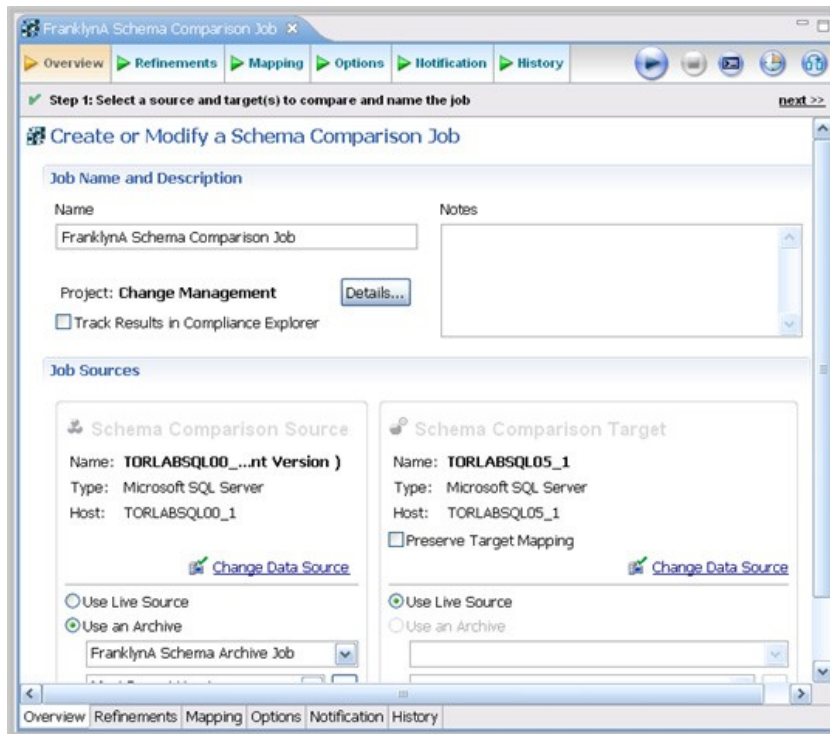 FranklynA Schema Comparison Job
Overview Refinements Mapping Options Notification History
Step 1: Select a source and target(s) to compare and name the job next >>
Create or Modify a Schema Comparison Job
Job Name and Description
Name
FranklynA Schema Comparison Job
Notes
Project: Change Management Details...
Track Results in Compliance Explorer
Job Sources
Schema Comparison Source
Name: TORLABSQL00_...nt Version )
Type: Microsoft SQL Server
Host: TORLABSQL00_1
Change Data Source
Use Live Source
Use an Archive
FranklynA Schema Archive Job
Schema Comparison Target
Name: TORLABSQL05_1
Type: Microsoft SQL Server
Host: TORLABSQL05_1
Preserve Target Mapping
Change Data Source
Use Live Source
Use an Archive
Overview Refinements Mapping Options Notification History